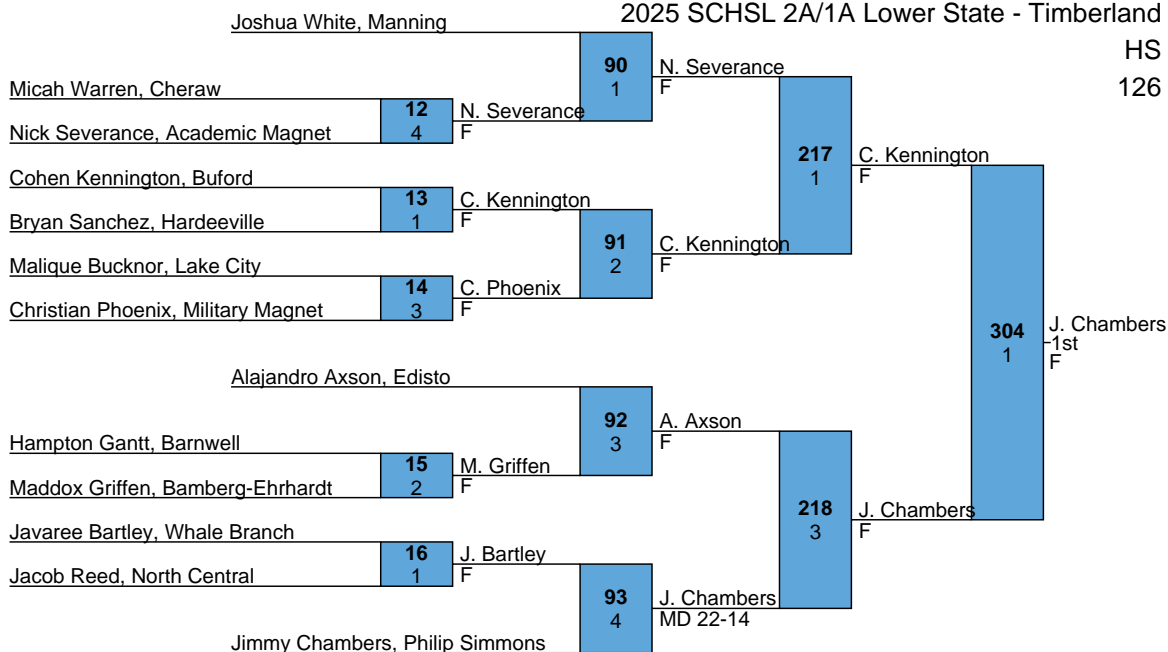 2025 SCHSL 2A/1A Lower State - Timberland
HS
126
Joshua White, Manning
90
1
N. Severance
F
Micah Warren, Cheraw
12
4
N. Severance
F
Nick Severance, Academic Magnet
217
1
C. Kennington
F
Cohen Kennington, Buford
13
1
C. Kennington
F
Bryan Sanchez, Hardeeville
91
2
C. Kennington
F
Malique Bucknor, Lake City
14
3
C. Phoenix
F
Christian Phoenix, Military Magnet
304
1
J. Chambers
1st
F
Alajandro Axson, Edisto
92
3
A. Axson
F
Hampton Gantt, Barnwell
15
2
M. Griffen
F
Maddox Griffen, Bamberg-Ehrhardt
218
3
J. Chambers
F
Javaree Bartley, Whale Branch
16
1
J. Bartley
F
Jacob Reed, North Central
93
4
J. Chambers
MD 22-14
Jimmy Chambers, Philip Simmons